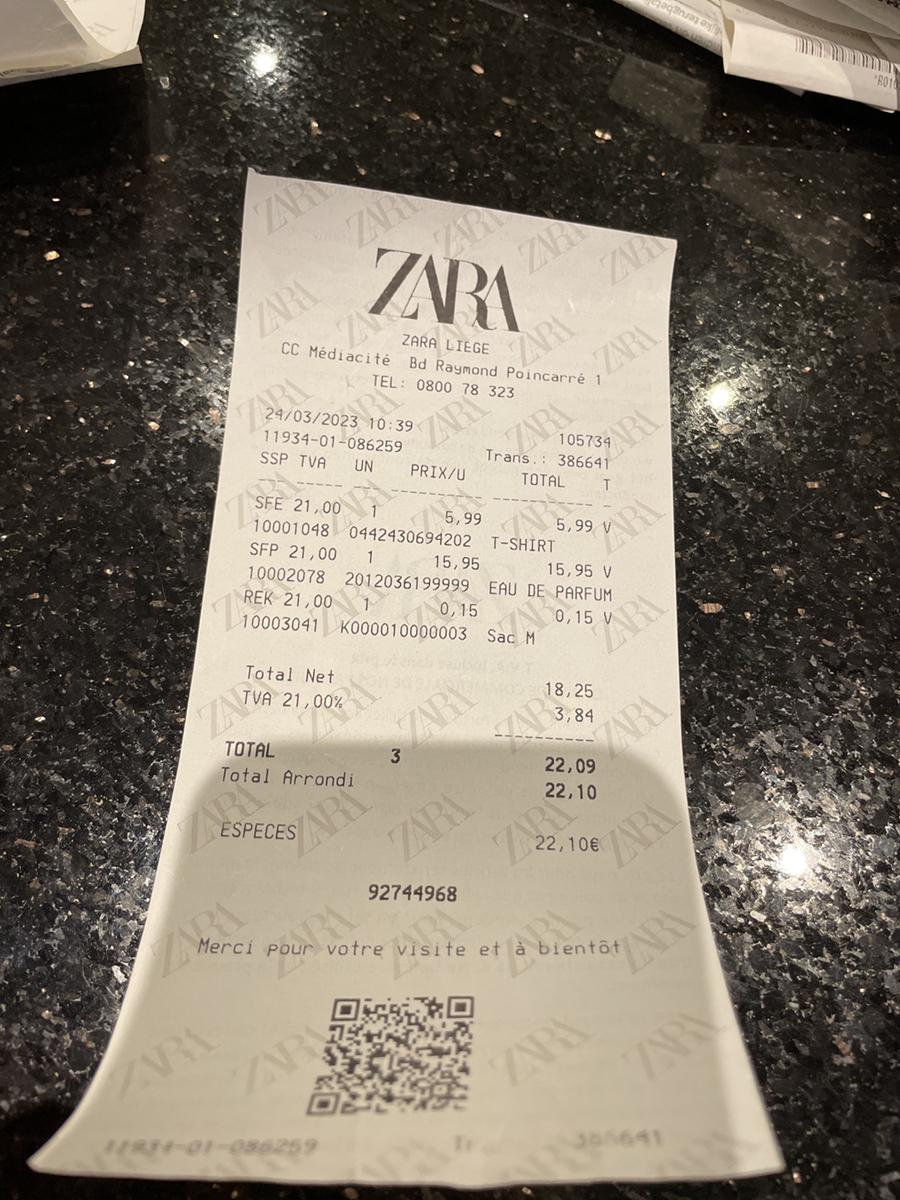 ZARA
ZARA LIEGE
CC Médiacité Bd Raymond Poincarré 1
TEL: 0800 78 323
24/03/2023 10:39 105734
11934-01-086259 Trans.: 386641
SSP TVA UN PRIX/U TOTAL T
SFE 21,00 1 5,99 5,99 V
10001048 0442430694202 T-SHIRT
SFP 21,00 1 15,95 15,95 V
10002078 2012036199999 EAU DE PARFUM
REK 21,00 1 0,15 0,15 V
10003041 K000010000003 Sac M
Total Net 18,25
TVA 21,00% 3,84
TOTAL 3 22,09
Total Arrondi 22,10
ESPECES 22,10€
92744968
Merci pour votre visite et à bientôt
11934-01-086259 Tr 386641